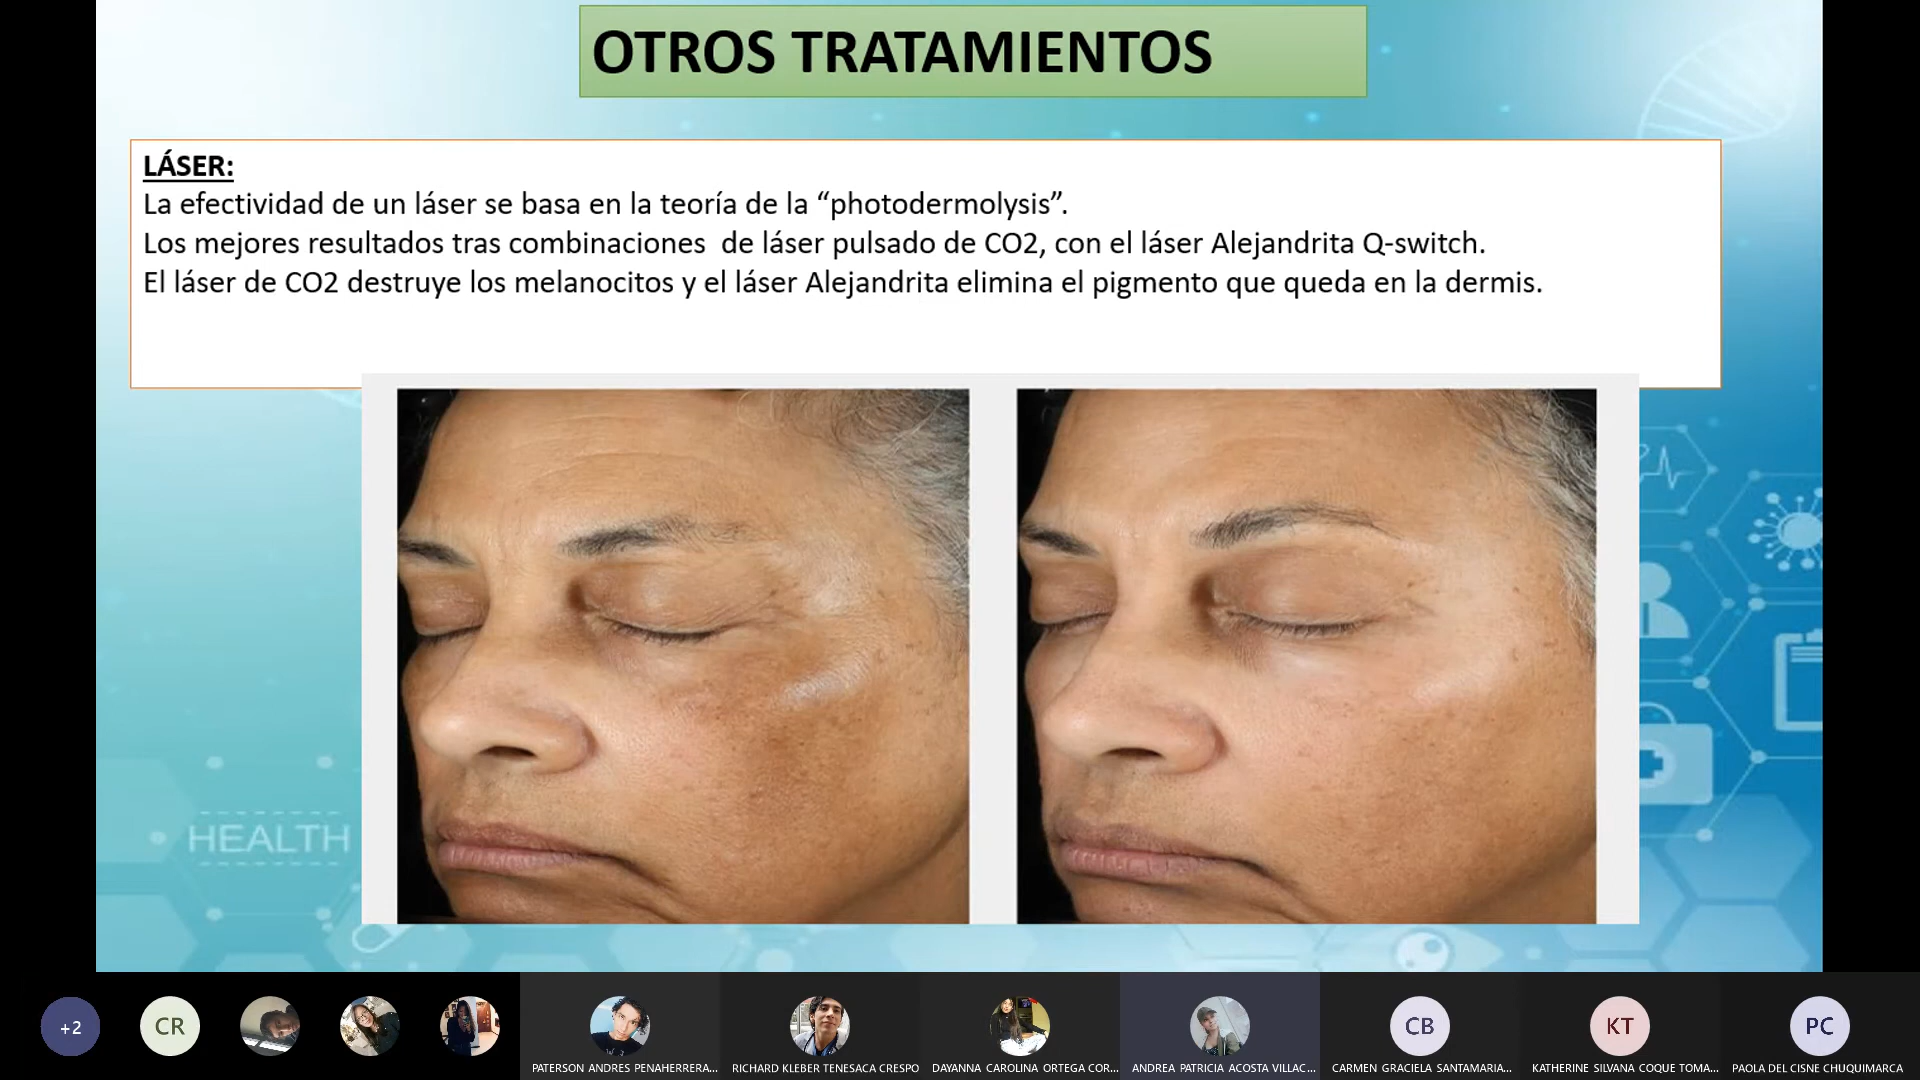 OTROS TRATAMIENTOS
LÁSER:
La efectividad de un láser se basa en la teoría de la “photodermolysis”.
Los mejores resultados tras combinaciones  de láser pulsado de CO2, con el láser Alejandrita Q-switch.
El láser de CO2 destruye los melanocitos y el láser Alejandrita elimina el pigmento que queda en la dermis.
HEALTH
+2
CR
CB
KT
PC
PATERSON ANDRES PENAHERRERA...
RICHARD KLEBER TENESACA CRESPO
DAYANNA CAROLINA ORTEGA COR...
ANDREA PATRICIA ACOSTA VILLAC...
CARMEN GRACIELA SANTAMARIA...
KATHERINE SILVANA COQUE TOMA...
PAOLA DEL CISNE CHUQUIMARCA